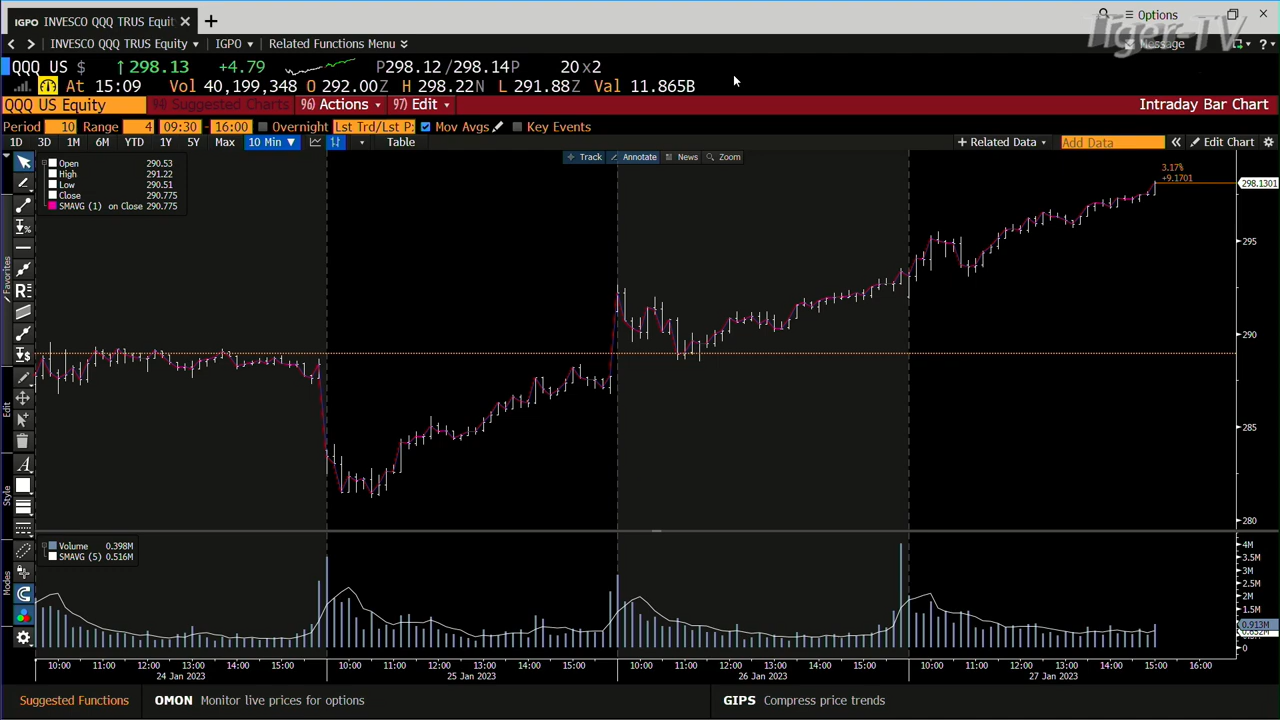 IGPO INVESCO QQQ TRUS Equit
Options
INVESCO QQQ TRUS Equity IGPO Related Functions Menu
Message
Tiger-TV
QQQ US $ 298.13 +4.79 P298.12/298.14P 20x2
At 15:09 Vol 40,199,348 O 292.00Z H 298.22N L 291.88Z Val 11.865B
QQQ US Equity 94) Suggested Charts 96) Actions 97) Edit Intraday Bar Chart
Period 10 Range 4 09:30 - 16:00 Overnight Lst Trd/Lst P: Mov Avgs Key Events
1D 3D 1M 6M YTD 1Y 5Y Max 10 Min Table + Related Data Add Data Edit Chart
Track Annotate News Zoom
Open 290.53
High 291.22
Low 290.51
Close 290.775
SMAVG (1) on Close 290.775
3.17%
+9.1701
298.1301
295
290
285
280
Favorites
Edit
Style
Modes
Volume 0.398M
SMAVG (5) 0.516M
4M
3.5M
3M
2.5M
2M
1.5M
1M
0.913M
0
10:00 11:00 12:00 13:00 14:00 15:00 10:00 11:00 12:00 13:00 14:00 15:00 10:00 11:00 12:00 13:00 14:00 15:00 10:00 11:00 12:00 13:00 14:00 15:00 16:00
24 Jan 2023 25 Jan 2023 26 Jan 2023 27 Jan 2023
Suggested Functions OMON Monitor live prices for options GIPS Compress price trends